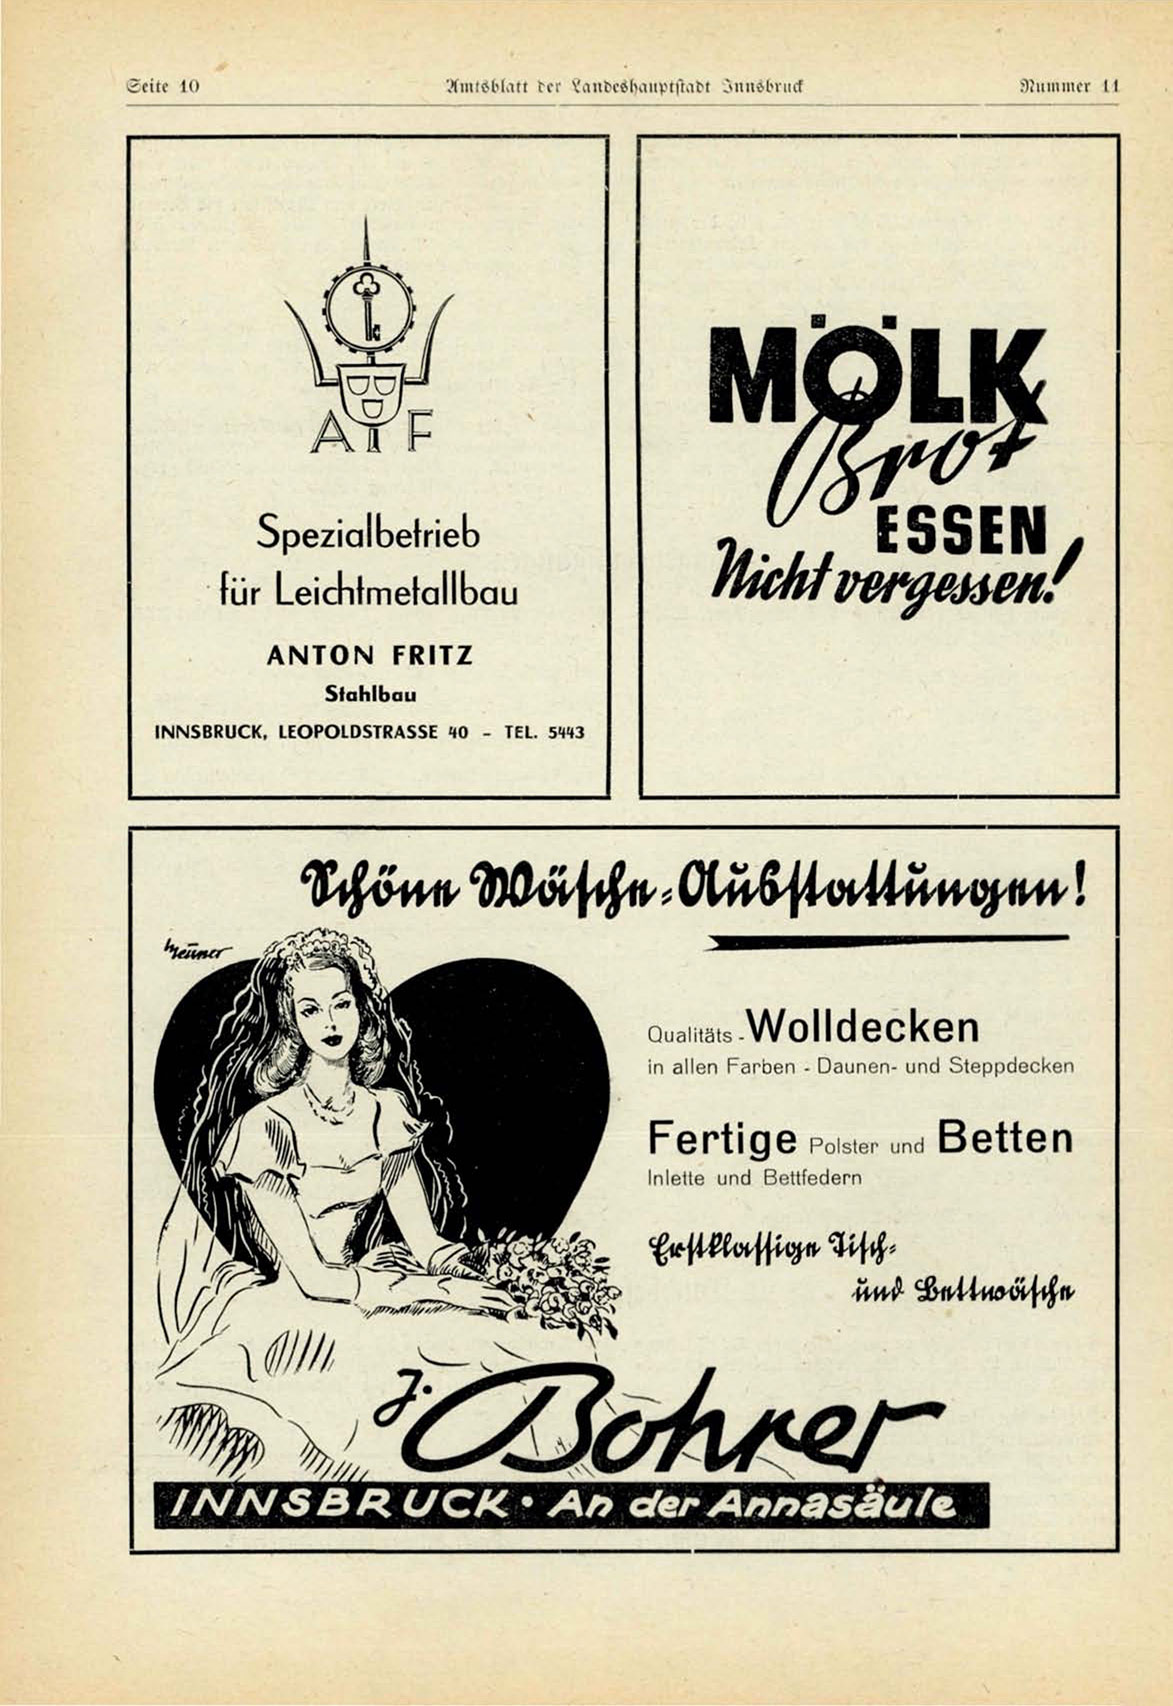 Seite 10
Amtsblatt der Landeshauptstadt Innsbruck
Nummer 11
A F
Spezialbetrieb
für Leichtmetallbau
ANTON FRITZ
Stahlbau
INNSBRUCK, LEOPOLDSTRASSE 40 - TEL. 5443
MÖLK
Brot
ESSEN
Nicht vergessen!
Schöne Wäsche-Ausstattungen!
Qualitäts-Wolldecken
in allen Farben - Daunen- und Steppdecken
Fertige Polster und Betten
Inlette und Bettfedern
Erstklassige Tisch-
und Bettwäsche
J. Bohrer
INNSBRUCK • An der Annasäule